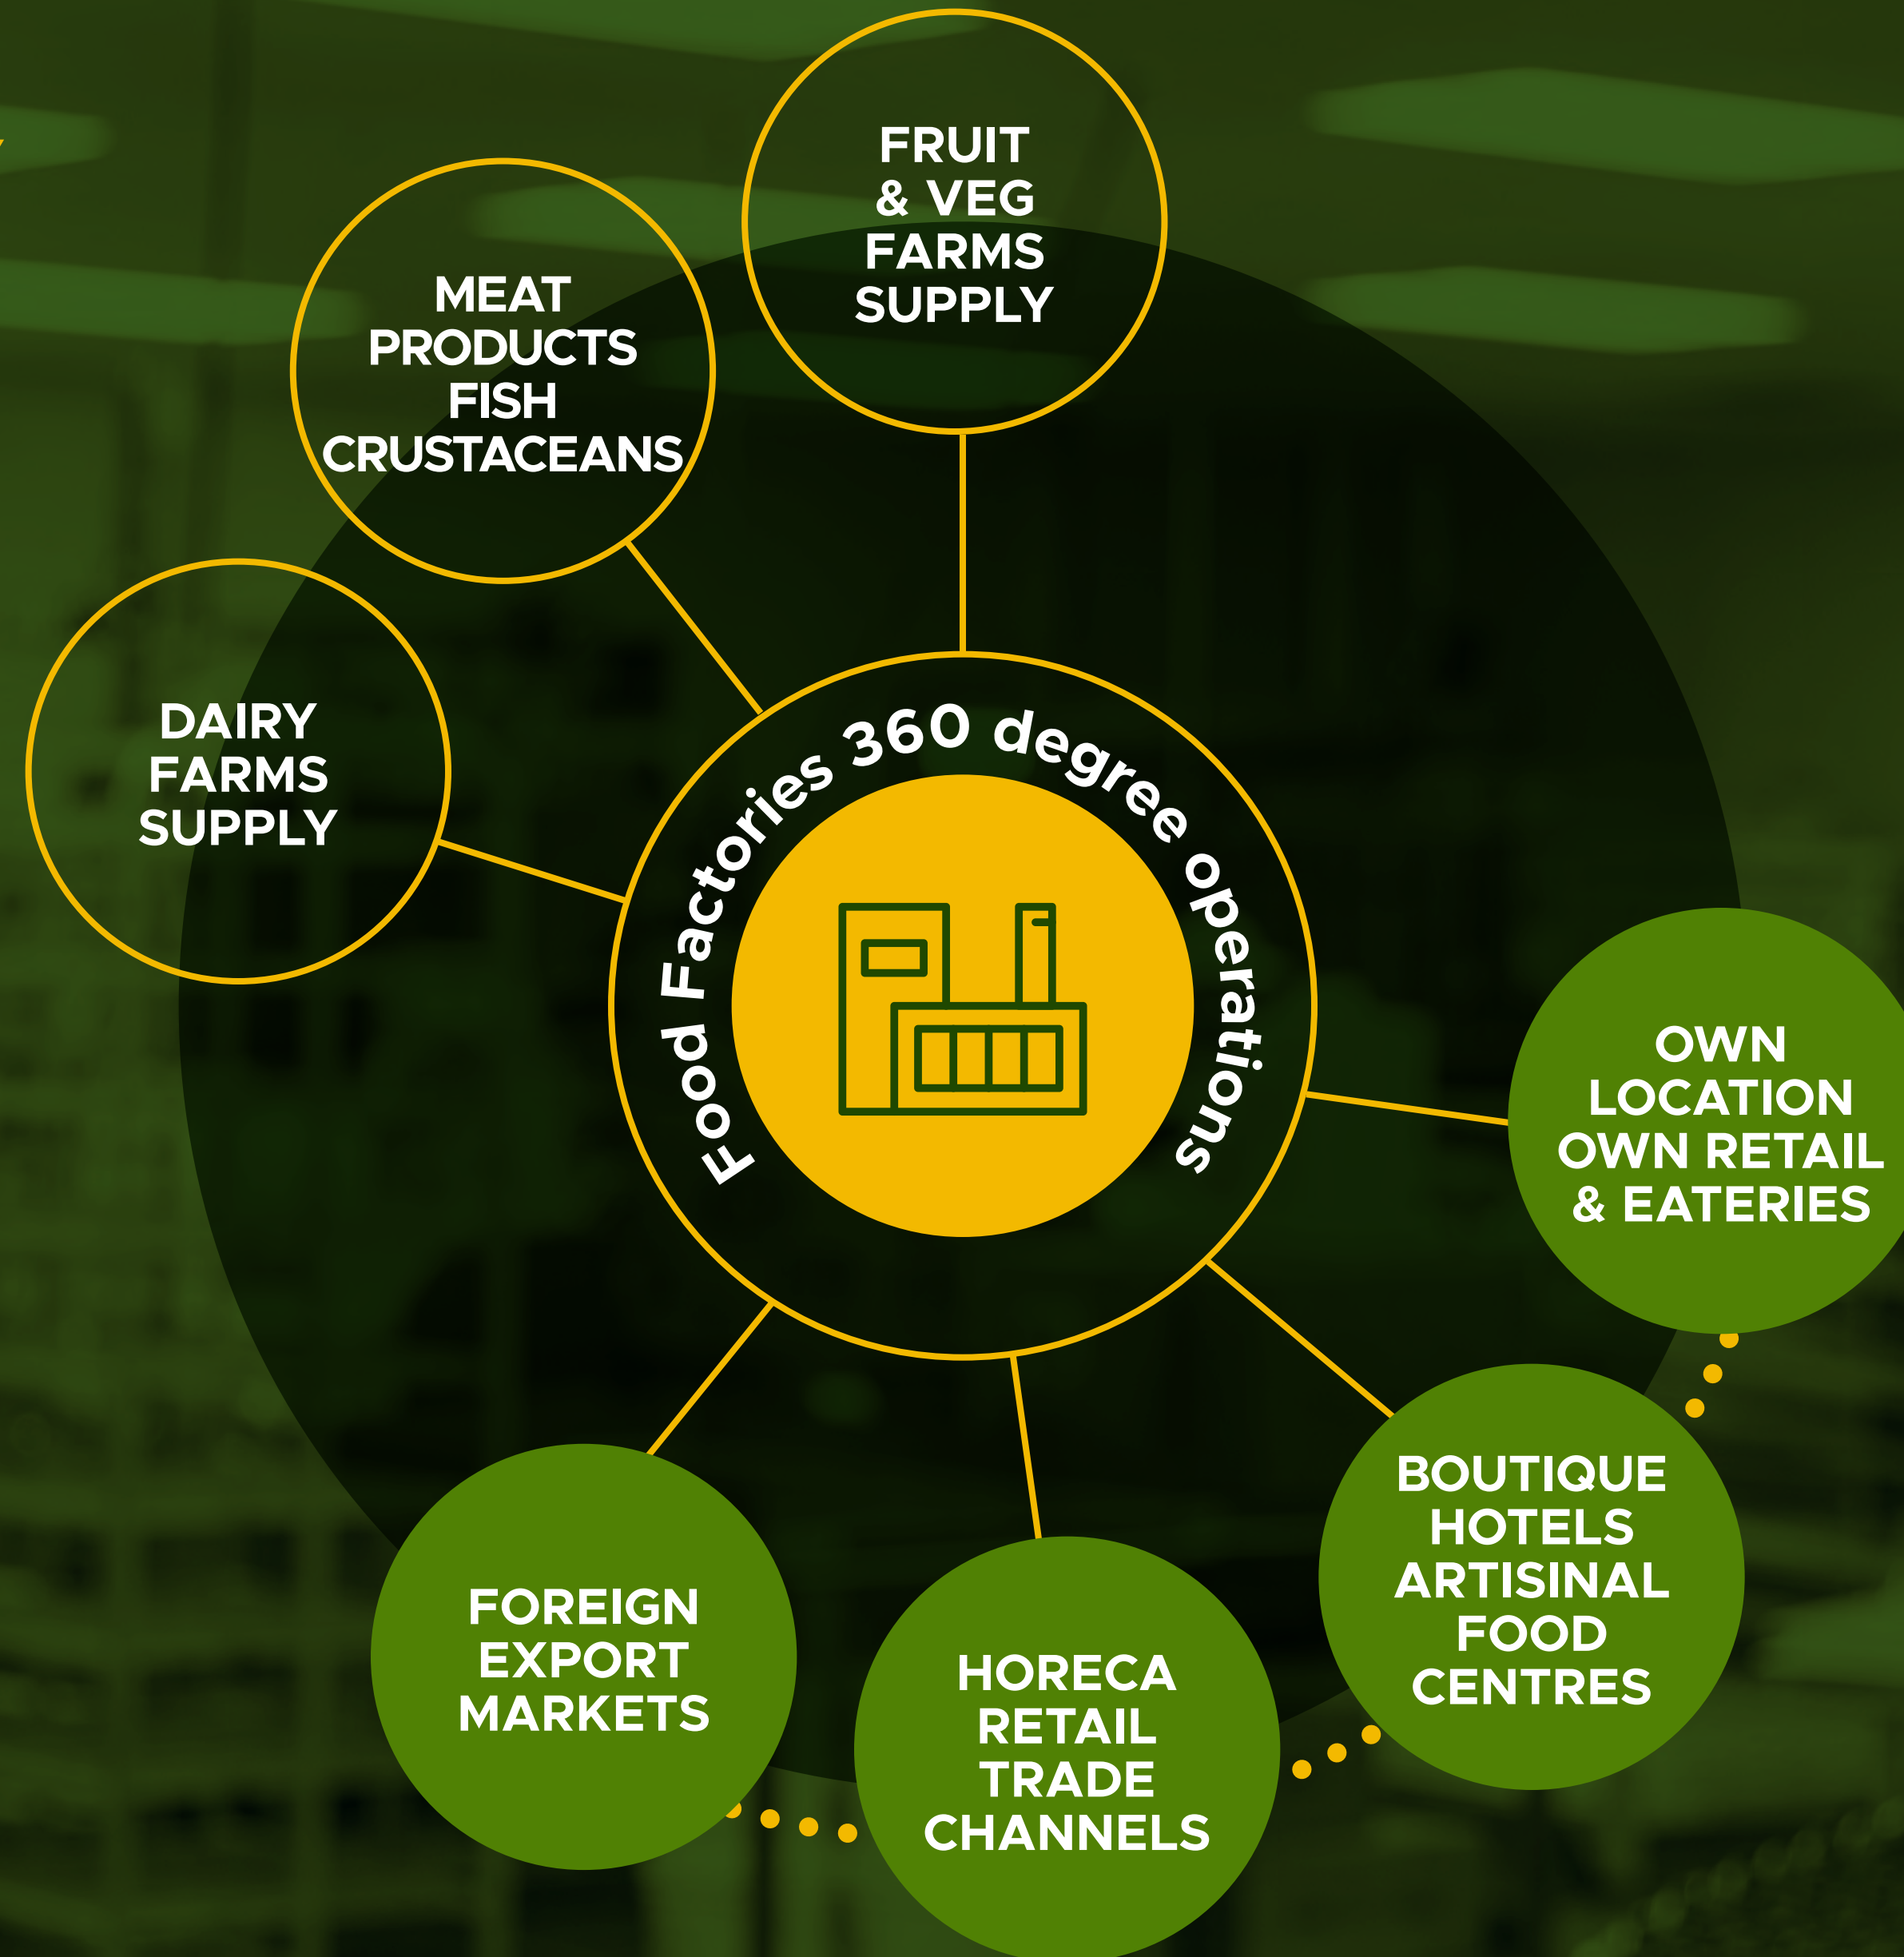 FRUIT
& VEG
FARMS
SUPPLY
MEAT
PRODUCTS
FISH
CRUSTACEANS
DAIRY
FARMS
SUPPLY
Food Factories 360 degree operations
OWN
LOCATION
OWN RETAIL
& EATERIES
BOUTIQUE
HOTELS
ARTISINAL
FOOD
CENTRES
FOREIGN
EXPORT
MARKETS
HORECA
RETAIL
TRADE
CHANNELS